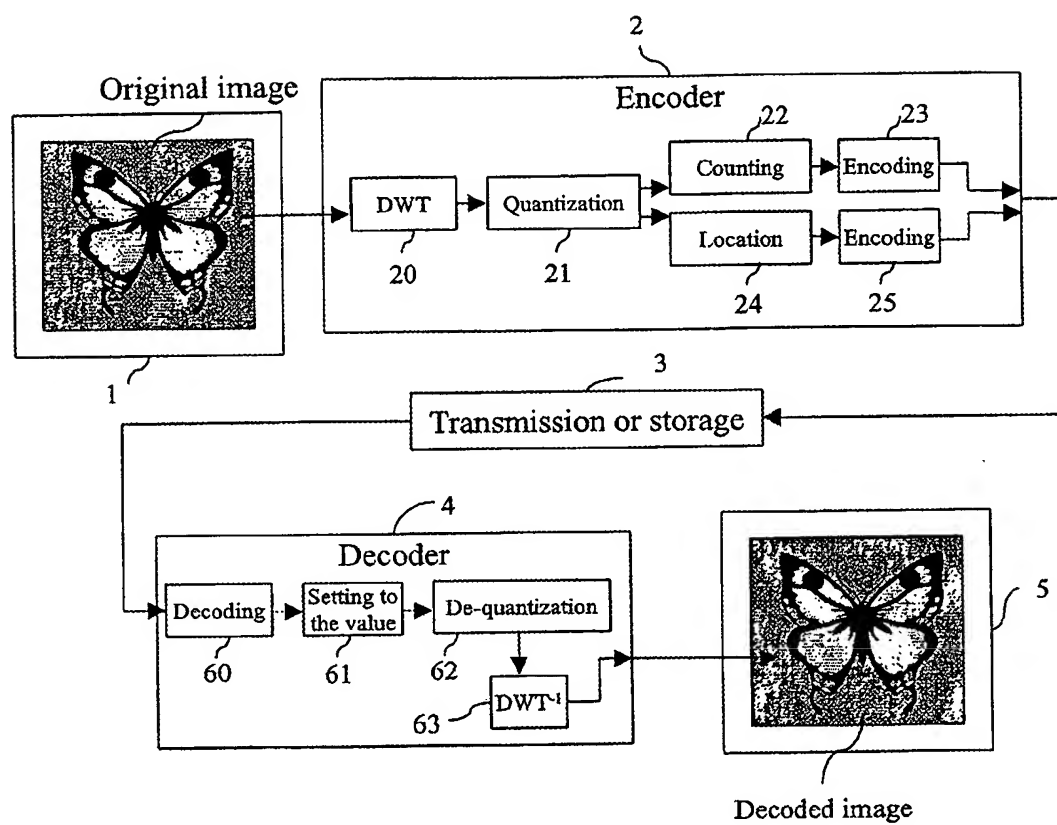 2
Original image
Encoder
22
23
Counting
Encoding
DWT
Quantization
Location
Encoding
20
21
24
25
1
3
Transmission or storage
4
Decoder
5
Decoding
Setting to
the value
De-quantization
60
61
62
DWT-1
63
Decoded image